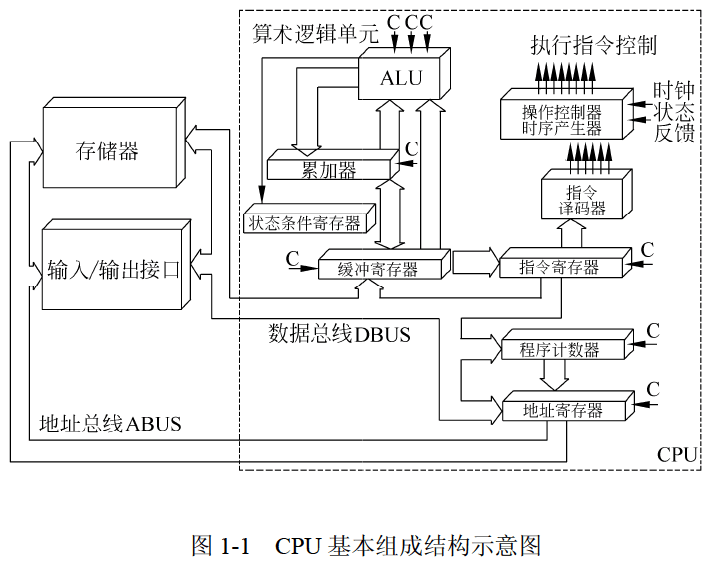 算术逻辑单元
C CC
ALU
执行指令控制
操作控制器
时序产生器
时钟
状态
反馈
存储器
累加器
C
指令
译码器
状态条件寄存器
输入/输出接口
C
缓冲寄存器
指令寄存器
C
数据总线DBUS
程序计数器
C
地址寄存器
C
地址总线ABUS
CPU
图 1-1 CPU 基本组成结构示意图